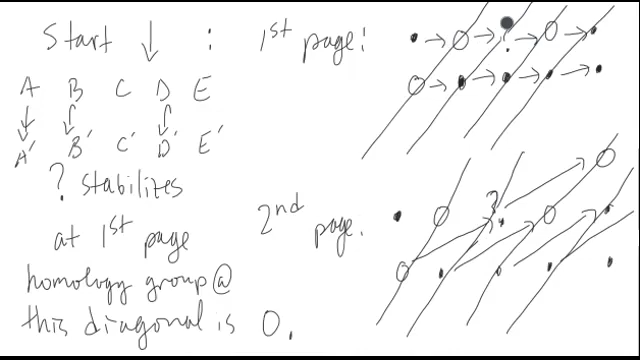 Start ↓ :
A B C D E
A' B' C' D' E'
? stabilizes
at 1st page
homology group @
this diagonal is 0.
1st page:
?
2nd page.
?